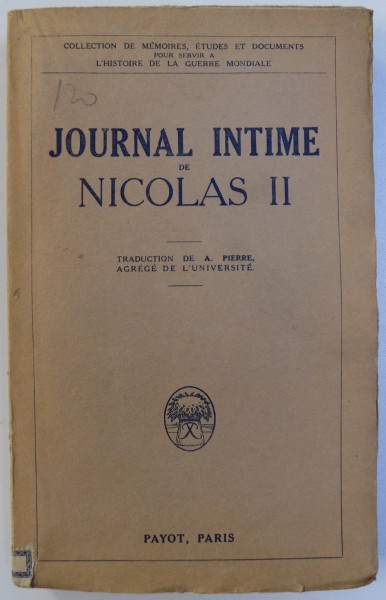 COLLECTION DE MÉMOIRES, ÉTUDES ET DOCUMENTS
POUR SERVIR A
L'HISTOIRE DE LA GUERRE MONDIALE
120
JOURNAL INTIME
DE
NICOLAS II
TRADUCTION DE A. PIERRE,
AGRÉGÉ DE L'UNIVERSITÉ.
PAYOT, PARIS